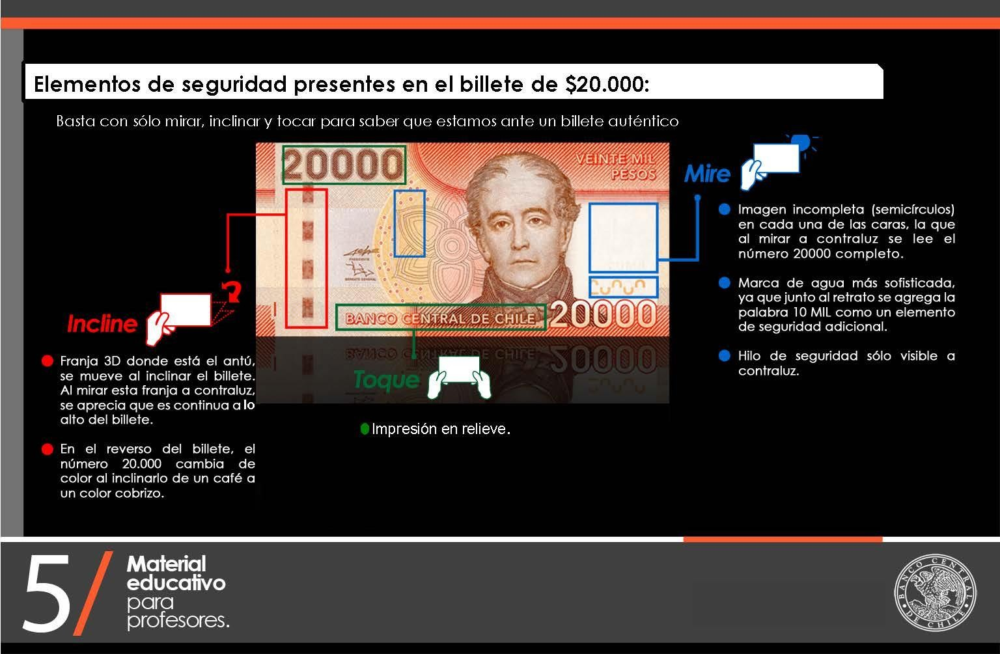 Elementos de seguridad presentes en el billete de $20.000:
Basta con sólo mirar, inclinar y tocar para saber que estamos ante un billete auténtico
20000
VEINTE MIL
PESOS
PRESIDENTE
GERENTE GENERAL
BANCO CENTRAL DE CHILE
20000
Incline
Franja 3D donde está el antú,
se mueve al inclinar el billete.
Al mirar esta franja a contraluz,
se aprecia que es continua a lo
alto del billete.
En el reverso del billete, el
número 20.000 cambia de
color al inclinarlo de un café a
un color cobrizo.
Toque
Impresión en relieve.
Mire
Imagen incompleta (semicírculos)
en cada una de las caras, la que
al mirar a contraluz se lee el
número 20000 completo.
Marca de agua más sofisticada,
ya que junto al retrato se agrega la
palabra 10 MIL como un elemento
de seguridad adicional.
Hilo de seguridad sólo visible a
contraluz.
5/
Material
educativo
para
profesores.
BANCO CENTRAL
DE CHILE